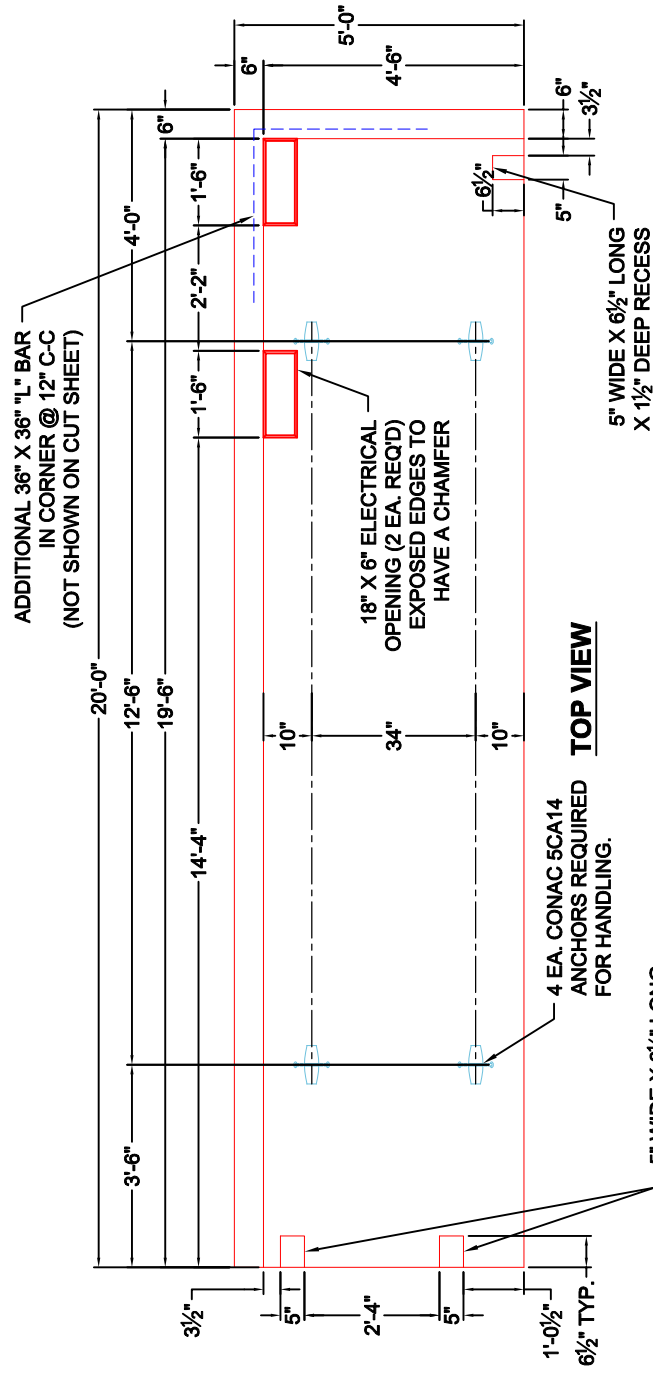 ADDITIONAL 36" X 36" "L" BAR
IN CORNER @ 12" C-C
(NOT SHOWN ON CUT SHEET)
20'-0"
3'-6"
12'-6"
4'-0"
19'-6"
6"
14'-4"
1'-6"
2'-2"
1'-6"
6"
4'-6"
5'-0"
10"
34"
10"
18" X 6" ELECTRICAL
OPENING (2 EA. REQ'D)
EXPOSED EDGES TO
HAVE A CHAMFER
3½"
5"
2'-4"
5"
1'-0½"
6½" TYP.
6½"
5"
6"
3½"
5" WIDE X 6½" LONG
X 1½" DEEP RECESS
4 EA. CONAC 5CA14
ANCHORS REQUIRED
FOR HANDLING.
TOP VIEW